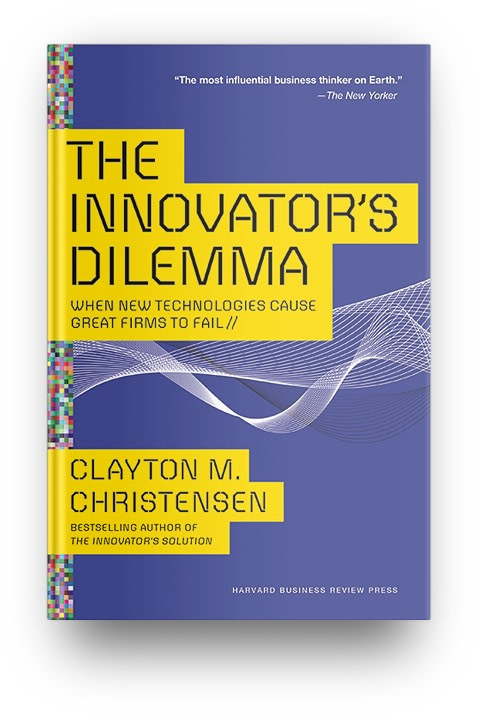 “The most influential business thinker on Earth.”
—The New Yorker
THE
INNOVATOR’S
DILEMMA
WHEN NEW TECHNOLOGIES CAUSE
GREAT FIRMS TO FAIL //
CLAYTON M.
CHRISTENSEN
BESTSELLING AUTHOR OF
THE INNOVATOR’S SOLUTION
HARVARD BUSINESS REVIEW PRESS